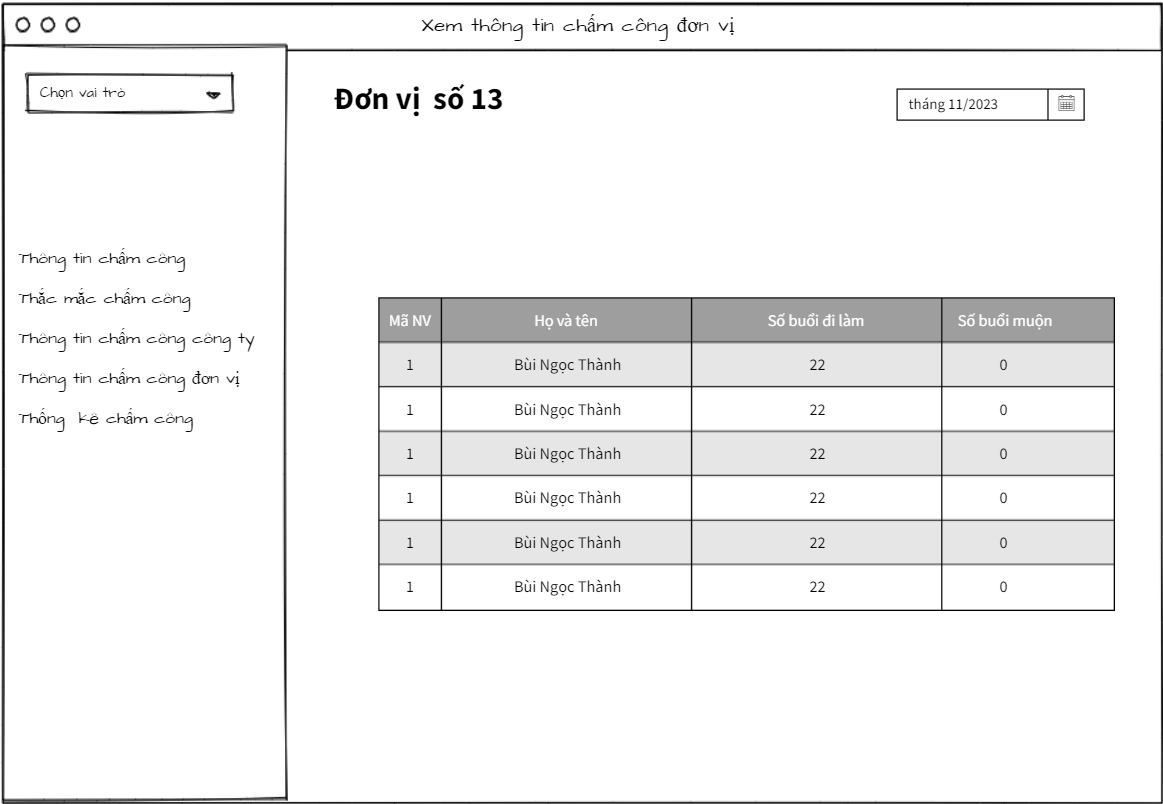 Xem thông tin chấm công đơn vị
Chọn vai trò
Đơn vị số 13
tháng 11/2023
Thông tin chấm công
Thắc mắc chấm công
Thông tin chấm công công ty
Thông tin chấm công đơn vị
Thống kê chấm công
Mã NV Họ và tên Số buổi đi làm Số buổi muộn
1 Bùi Ngọc Thành 22 0
1 Bùi Ngọc Thành 22 0
1 Bùi Ngọc Thành 22 0
1 Bùi Ngọc Thành 22 0
1 Bùi Ngọc Thành 22 0
1 Bùi Ngọc Thành 22 0